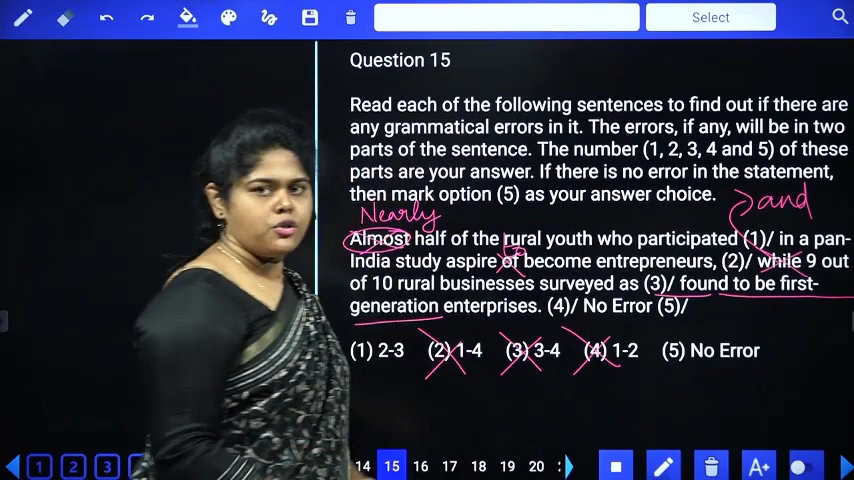 Select
Question 15
Read each of the following sentences to find out if there are
any grammatical errors in it. The errors, if any, will be in two
parts of the sentence. The number (1, 2, 3, 4 and 5) of these
parts are your answer. If there is no error in the statement,
then mark option (5) as your answer choice.
and
Nearly
Almost half of the rural youth who participated (1)/ in a pan-
to
India study aspire of become entrepreneurs, (2)/ while 9 out
of 10 rural businesses surveyed as (3)/ found to be first-
generation enterprises. (4)/ No Error (5)/
(1) 2-3 (2) 1-4 (3) 3-4 (4) 1-2 (5) No Error
1 2 3 14 15 16 17 18 19 20 A+